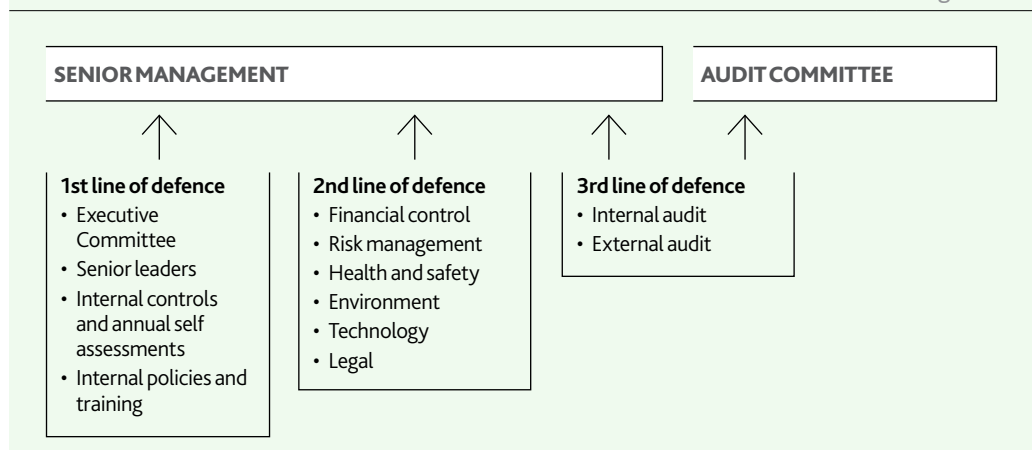 SENIOR MANAGEMENT
AUDIT COMMITTEE
1st line of defence
• Executive
Committee
• Senior leaders
• Internal controls
and annual self
assessments
• Internal policies and
training
2nd line of defence
• Financial control
• Risk management
• Health and safety
• Environment
• Technology
• Legal
3rd line of defence
• Internal audit
• External audit